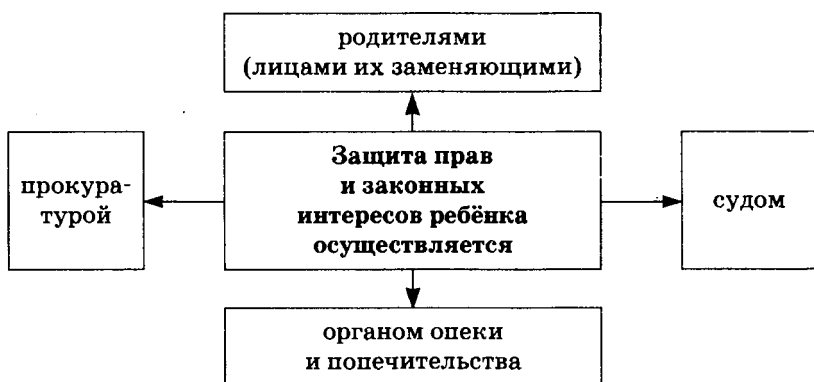 родителями
(лицами их заменяющими)
Защита прав
и законных
интересов ребёнка
осуществляется
прокура-
турой
судом
органом опеки
и попечительства